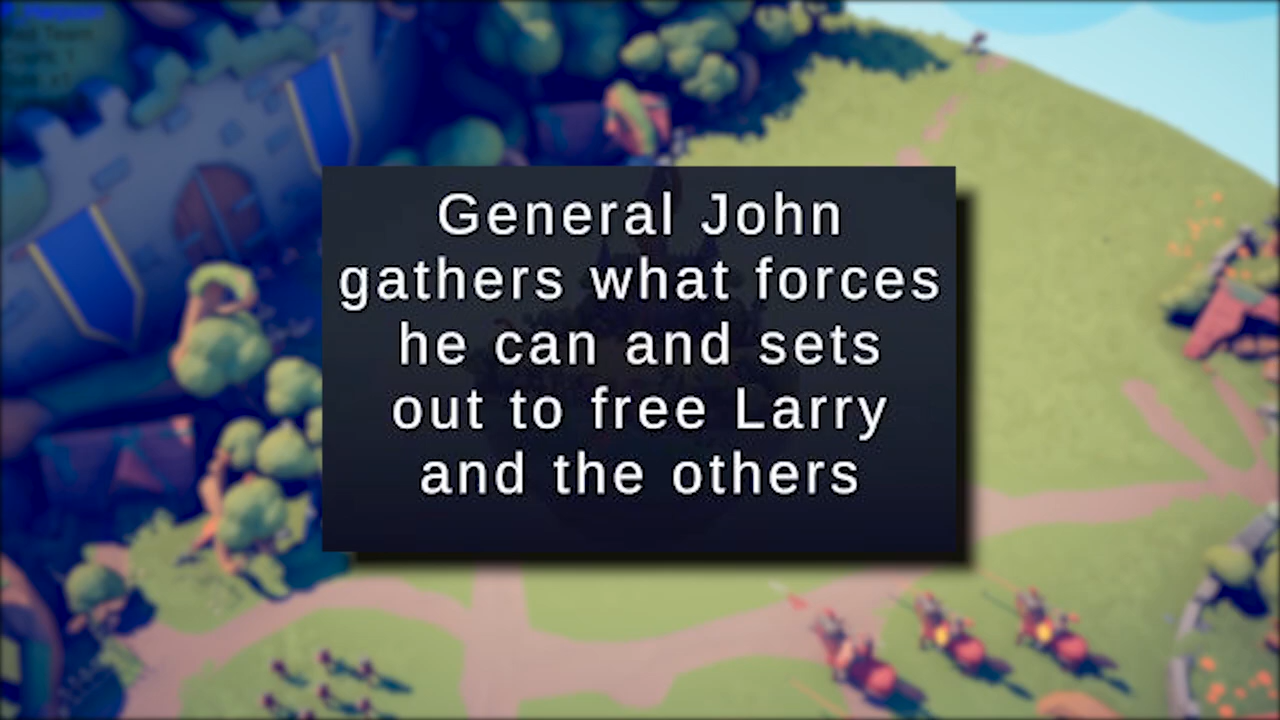 General John
gathers what forces
he can and sets
out to free Larry
and the others